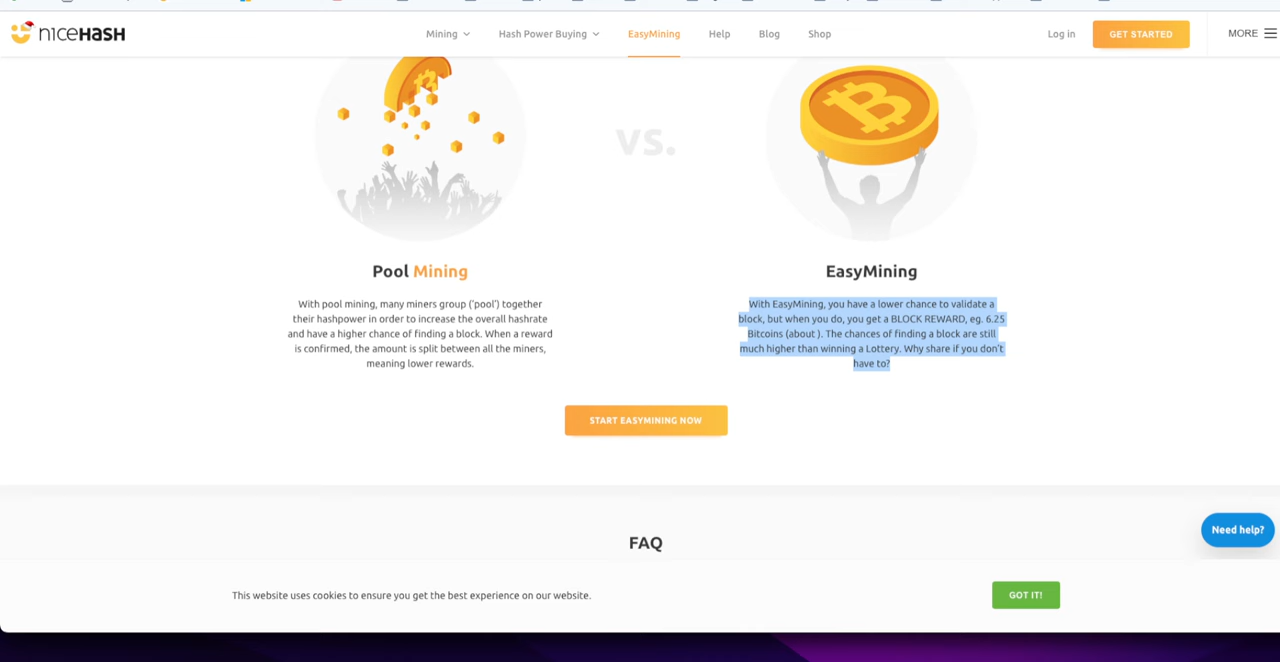 nıceHASH
Mining
Hash Power Buying
EasyMining
Help
Blog
Shop
Log in
GET STARTED
MORE
vs.
Pool Mining
With pool mining, many miners group ('pool') together
their hashpower in order to increase the overall hashrate
and have a higher chance of finding a block. When a reward
is confirmed, the amount is split between all the miners,
meaning lower rewards.
EasyMining
With EasyMining, you have a lower chance to validate a
block, but when you do, you get a BLOCK REWARD, eg. 6.25
Bitcoins (about ). The chances of finding a block are still
much higher than winning a Lottery. Why share if you don't
have to?
START EASYMINING NOW
FAQ
Need help?
This website uses cookies to ensure you get the best experience on our website.
GOT IT!